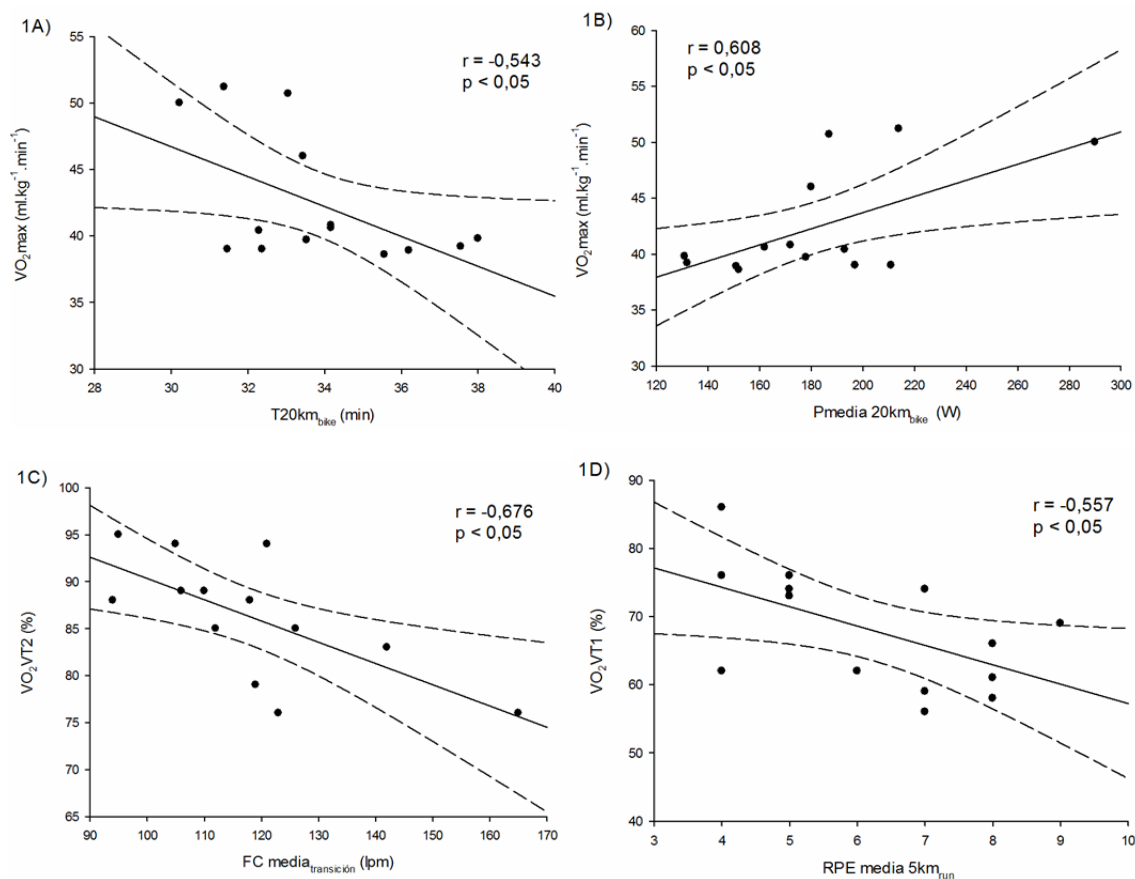 1A)
r = -0,543
p < 0,05
55
50
45
40
35
30
VO2max (ml.kg-1.min-1)
28 30 32 34 36 38 40
T20kmbike (min)
1B)
r = 0,608
p < 0,05
60
55
50
45
40
35
30
VO2max (ml.kg-1.min-1)
120 140 160 180 200 220 240 260 280 300
Pmedia 20kmbike (W)
1C)
r = -0,676
p < 0,05
100
95
90
85
80
75
70
65
VO2VT2 (%)
90 100 110 120 130 140 150 160 170
FC mediatransición (lpm)
1D)
r = -0,557
p < 0,05
90
80
70
60
50
40
VO2VT1 (%)
3 4 5 6 7 8 9 10
RPE media 5kmrun